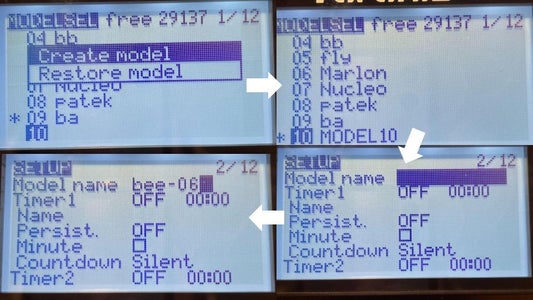 MODELSEL free 29137 1/12
04 bb
Create model
Restore model
07 Nucleo
08 patek
* 09 ba
10
MODELSEL free 29137 1/12
04 bb
05 fly
06 Marlon
07 Nucleo
08 patek
09 ba
* 10 MODEL10
SETUP 2/12
Model name
Timer1 OFF 00:00
Name
Persist. OFF
Minute
Countdown Silent
Timer2 OFF 00:00
SETUP 2/12
Model name bee-06
Timer1 OFF 00:00
Name
Persist. OFF
Minute
Countdown Silent
Timer2 OFF 00:00